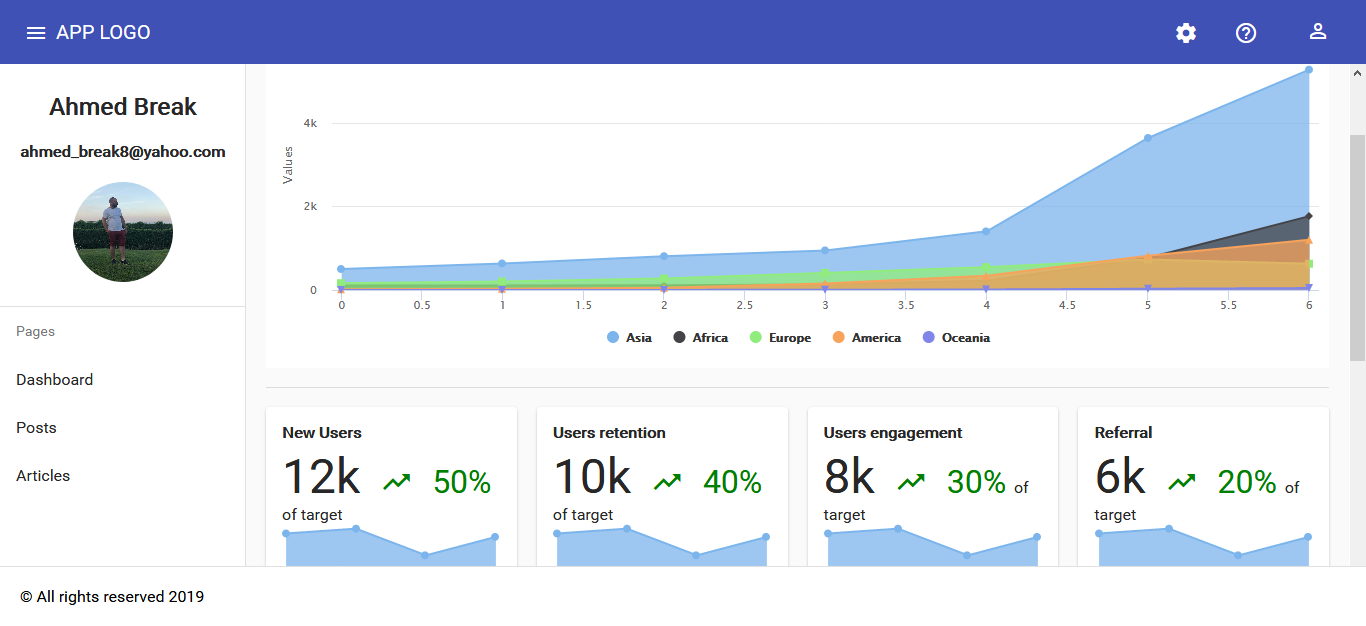 APP LOGO
Ahmed Break
ahmed_break8@yahoo.com
Pages
Dashboard
Posts
Articles
Values
4k
2k
0
0 0.5 1 1.5 2 2.5 3 3.5 4 4.5 5 5.5 6
Asia Africa Europe America Oceania
New Users
12k 50%
of target
Users retention
10k 40%
of target
Users engagement
8k 30% of
target
Referral
6k 20% of
target
© All rights reserved 2019